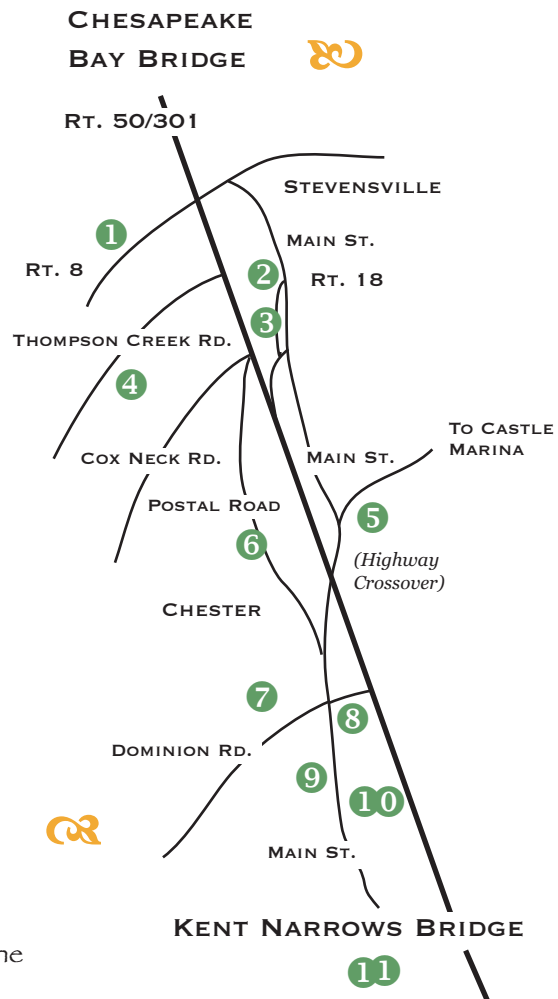 Chesapeake
Bay Bridge
Rt. 50/301
Stevensville
1
Main St.
Rt. 8
2
Rt. 18
3
Thompson Creek Rd.
4
To Castle
Marina
Cox Neck Rd.
Main St.
Postal Road
5
6
(Highway
Crossover)
Chester
7
8
Dominion Rd.
9
10
Main St.
Kent Narrows Bridge
11